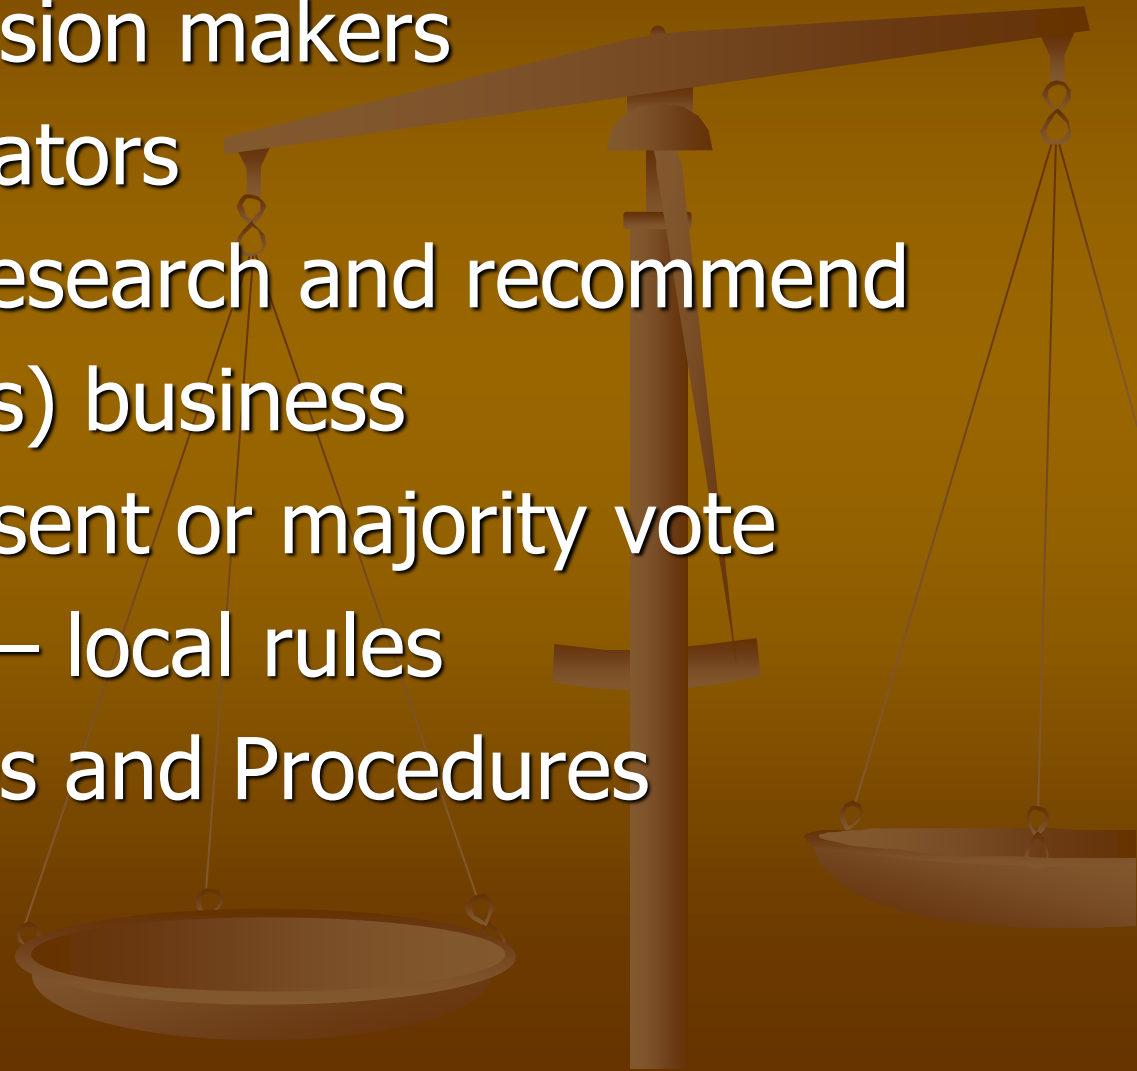 sion makers
ators
esearch and recommend
s) business
sent or majority vote
– local rules
s and Procedures